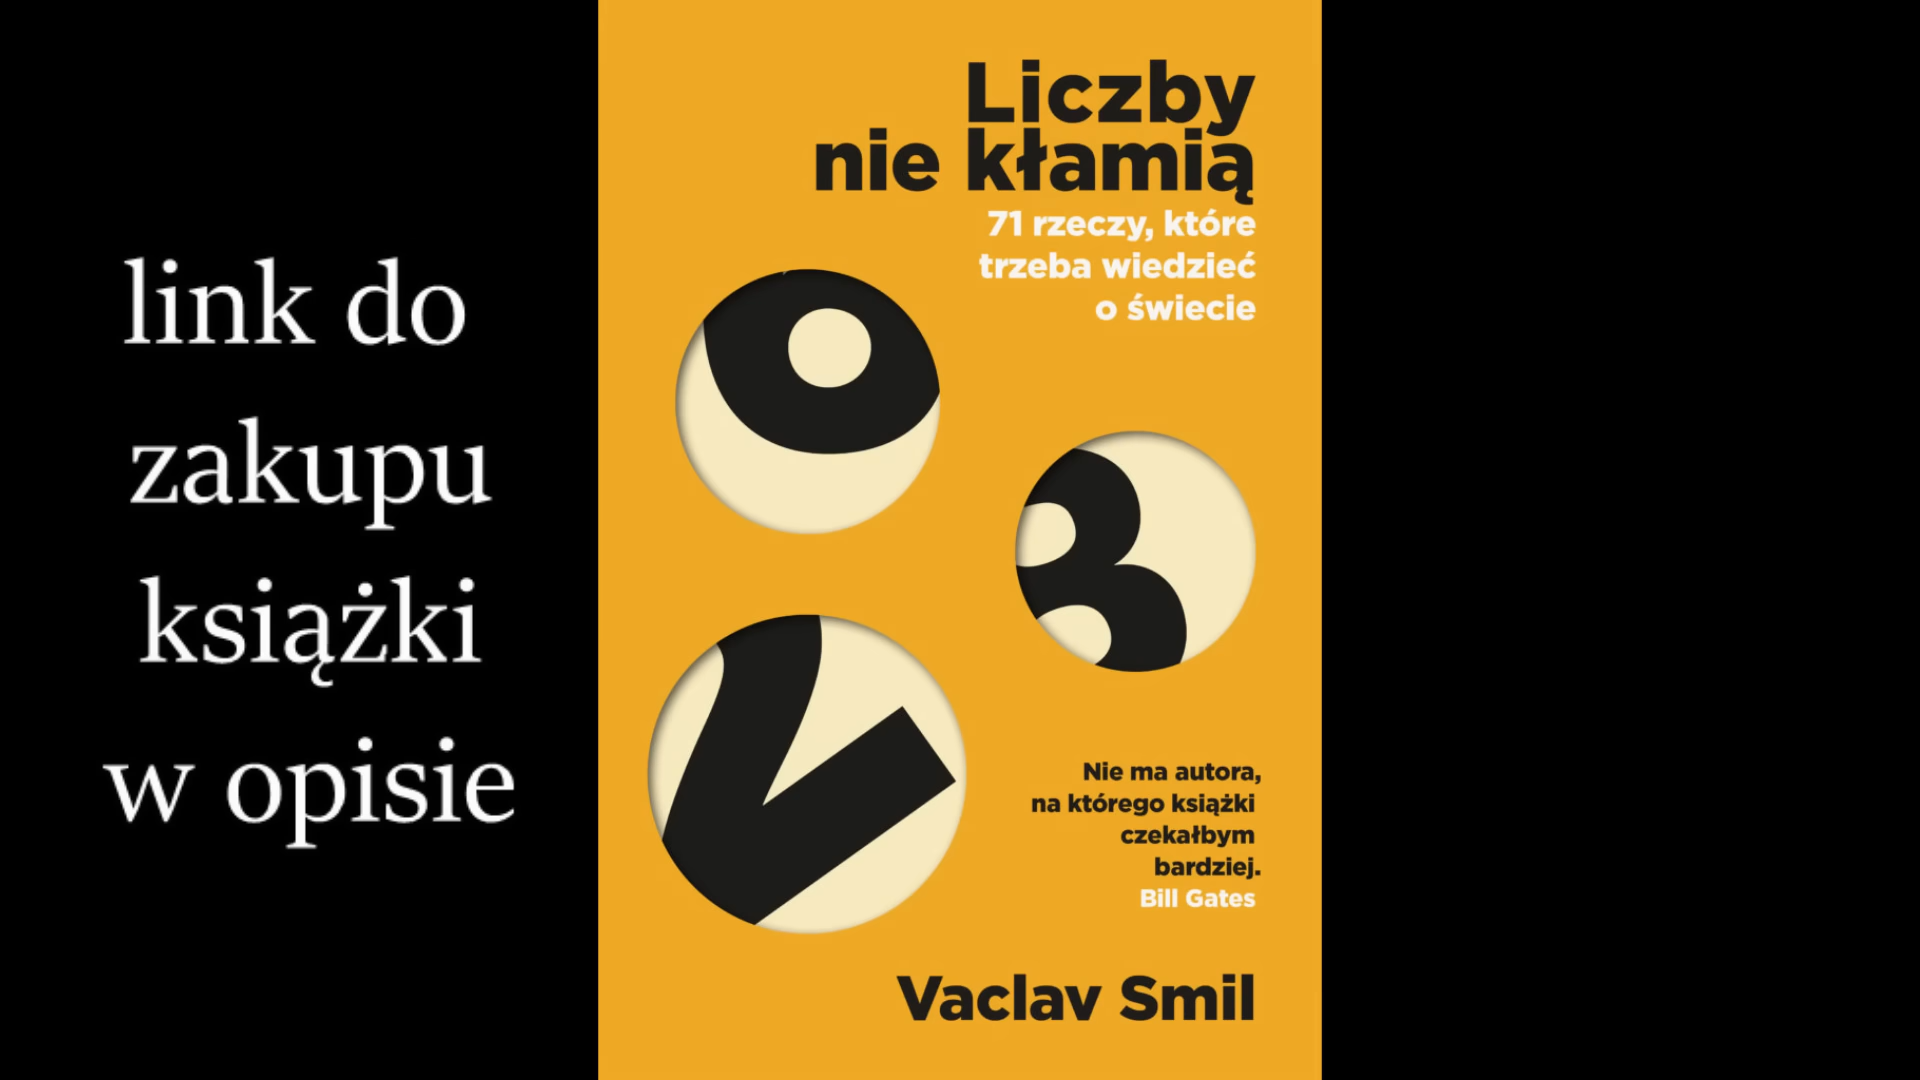 link do
zakupu
książki
w opisie
Liczby
nie kłamią
71 rzeczy, które
trzeba wiedzieć
o świecie
Nie ma autora,
na którego książki
czekałbym
bardziej.
Bill Gates
Vaclav Smil